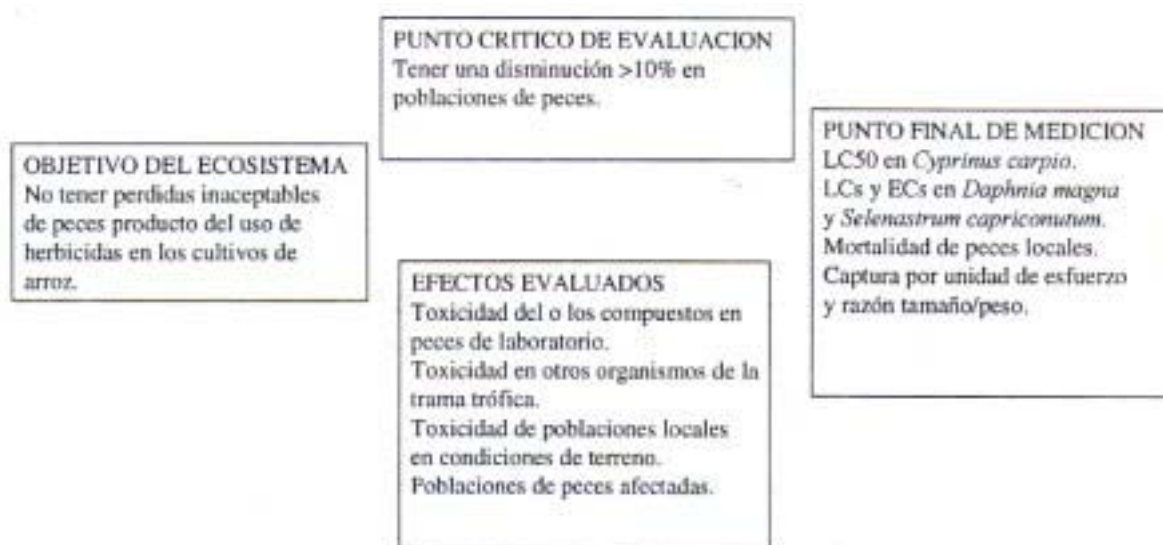 PUNTO CRITICO DE EVALUACION
Tener una disminución >10% en
poblaciones de peces.
OBJETIVO DEL ECOSISTEMA
No tener perdidas inaceptables
de peces producto del uso de
herbicidas en los cultivos de
arroz.
EFECTOS EVALUADOS
Toxicidad del o los compuestos en
peces de laboratorio.
Toxicidad en otros organismos de la
trama trófica.
Toxicidad de poblaciones locales
en condiciones de terreno.
Poblaciones de peces afectadas.
PUNTO FINAL DE MEDICION
LC50 en Cyprinus carpio.
LCs y ECs en Daphnia magna
y Selenastrum capriconutum.
Mortalidad de peces locales.
Captura por unidad de esfuerzo
y razón tamaño/peso.